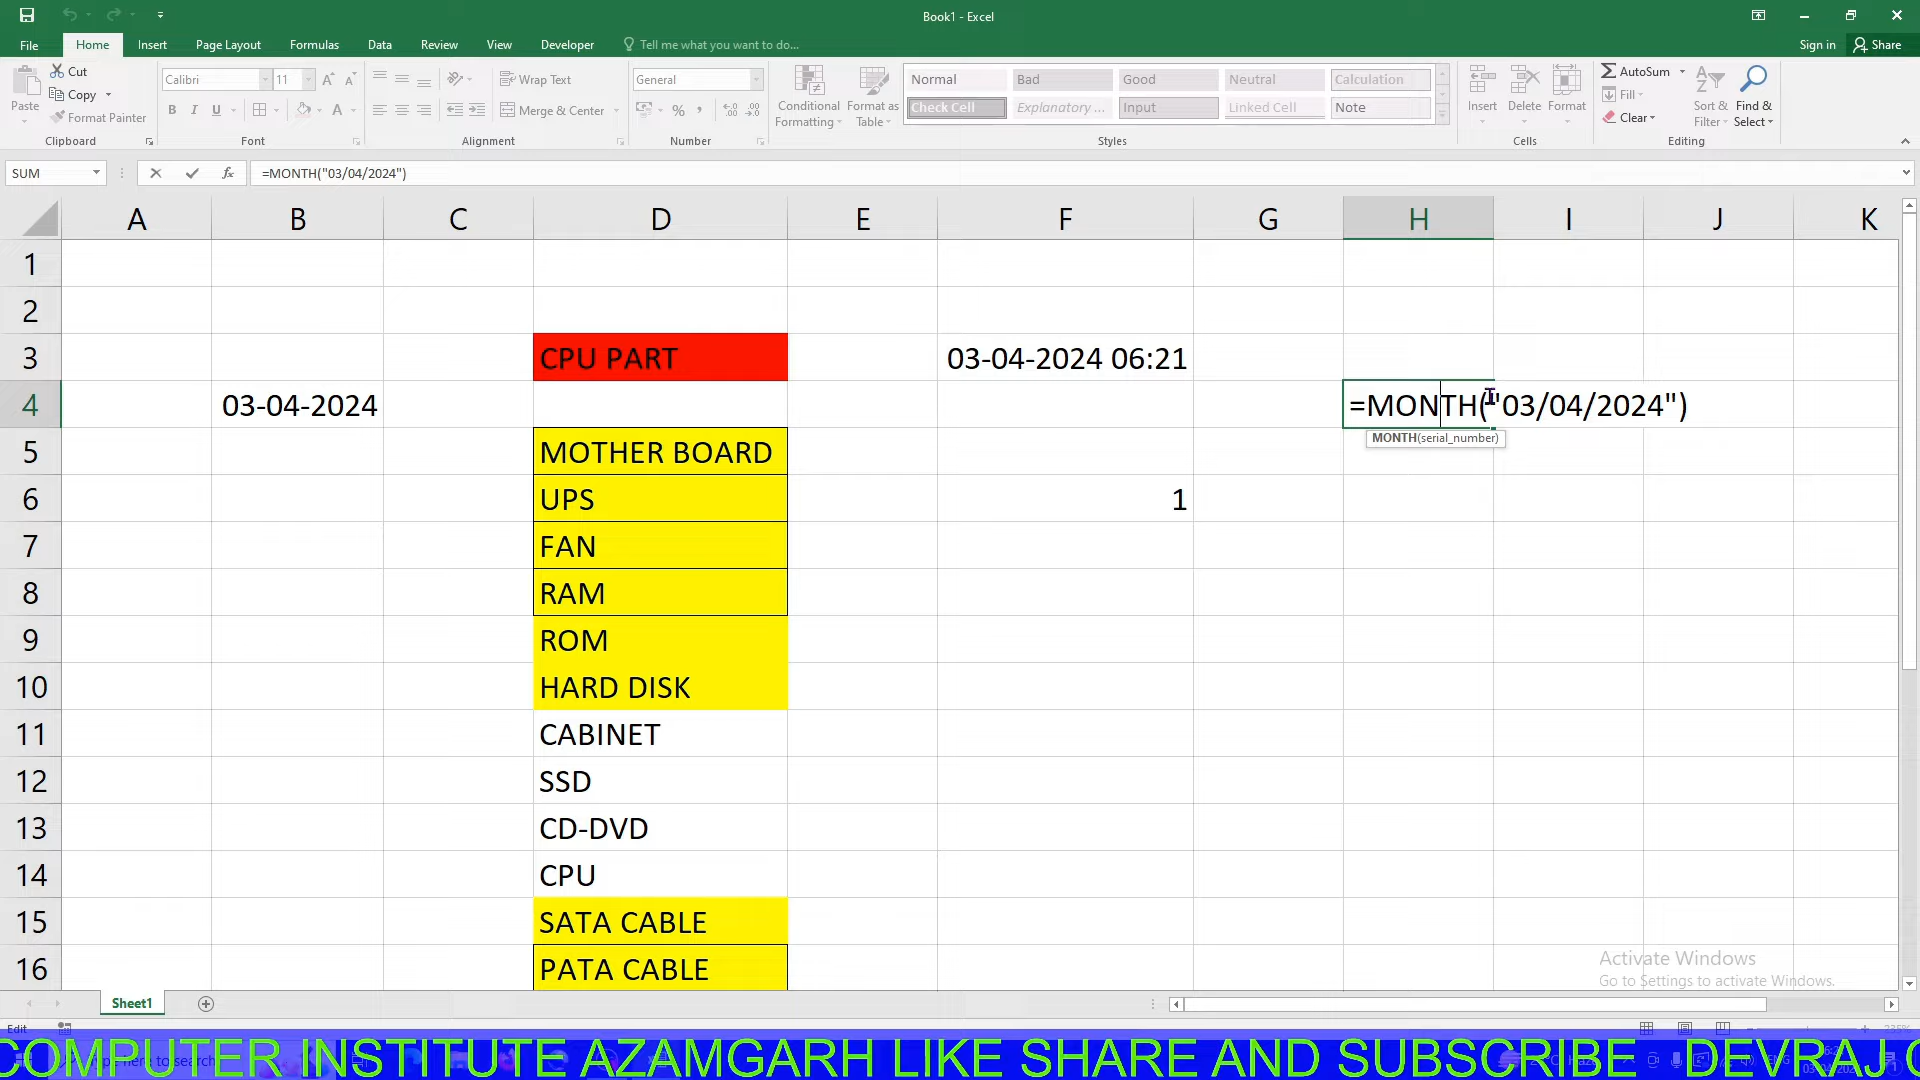 Book1 - Excel
File Home Insert Page Layout Formulas Data Review View Developer Tell me what you want to do... Sign in Share
Paste
Cut
Copy
Format Painter
Clipboard
Calibri 11
B I U
Font
Wrap Text
Merge & Center
Alignment
General
%
Number
Conditional Formatting
Format as Table
Normal Bad Good Neutral Calculation
Check Cell Explanatory ... Input Linked Cell Note
Styles
Insert Delete Format
Cells
AutoSum
Fill
Clear
Sort & Filter
Find & Select
Editing
SUM
fx
=MONTH("03/04/2024")
A B C D E F G H I J K
1
2
3 CPU PART 03-04-2024 06:21
4 03-04-2024 =MONTH("03/04/2024")
MONTH(serial_number)
5 MOTHER BOARD
6 UPS 1
7 FAN
8 RAM
9 ROM
10 HARD DISK
11 CABINET
12 SSD
13 CD-DVD
14 CPU
15 SATA CABLE
16 PATA CABLE
Activate Windows
Go to Settings to activate Windows.
Sheet1
Edit
COMPUTER INSTITUTE AZAMGARH LIKE SHARE AND SUBSCRIBE DEVRAJ